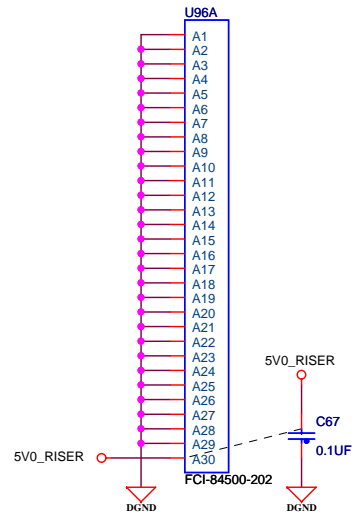 U96A
A1
A2
A3
A4
A5
A6
A7
A8
A9
A10
A11
A12
A13
A14
A15
A16
A17
A18
A19
A20
A21
A22
A23
A24
A25
A26
A27
A28
A29
A30
5V0_RISER
FCI-84500-202
DGND
5V0_RISER
C67
0.1UF
DGND